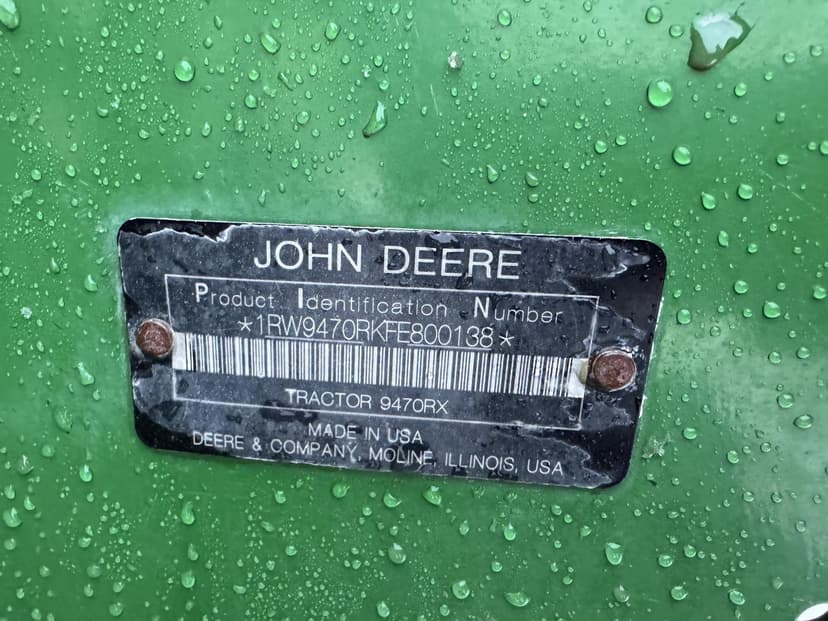 JOHN DEERE
Product Identification Number
*1RW9470RKFE800138*
TRACTOR 9470RX
MADE IN USA
DEERE & COMPANY, MOLINE, ILLINOIS, USA